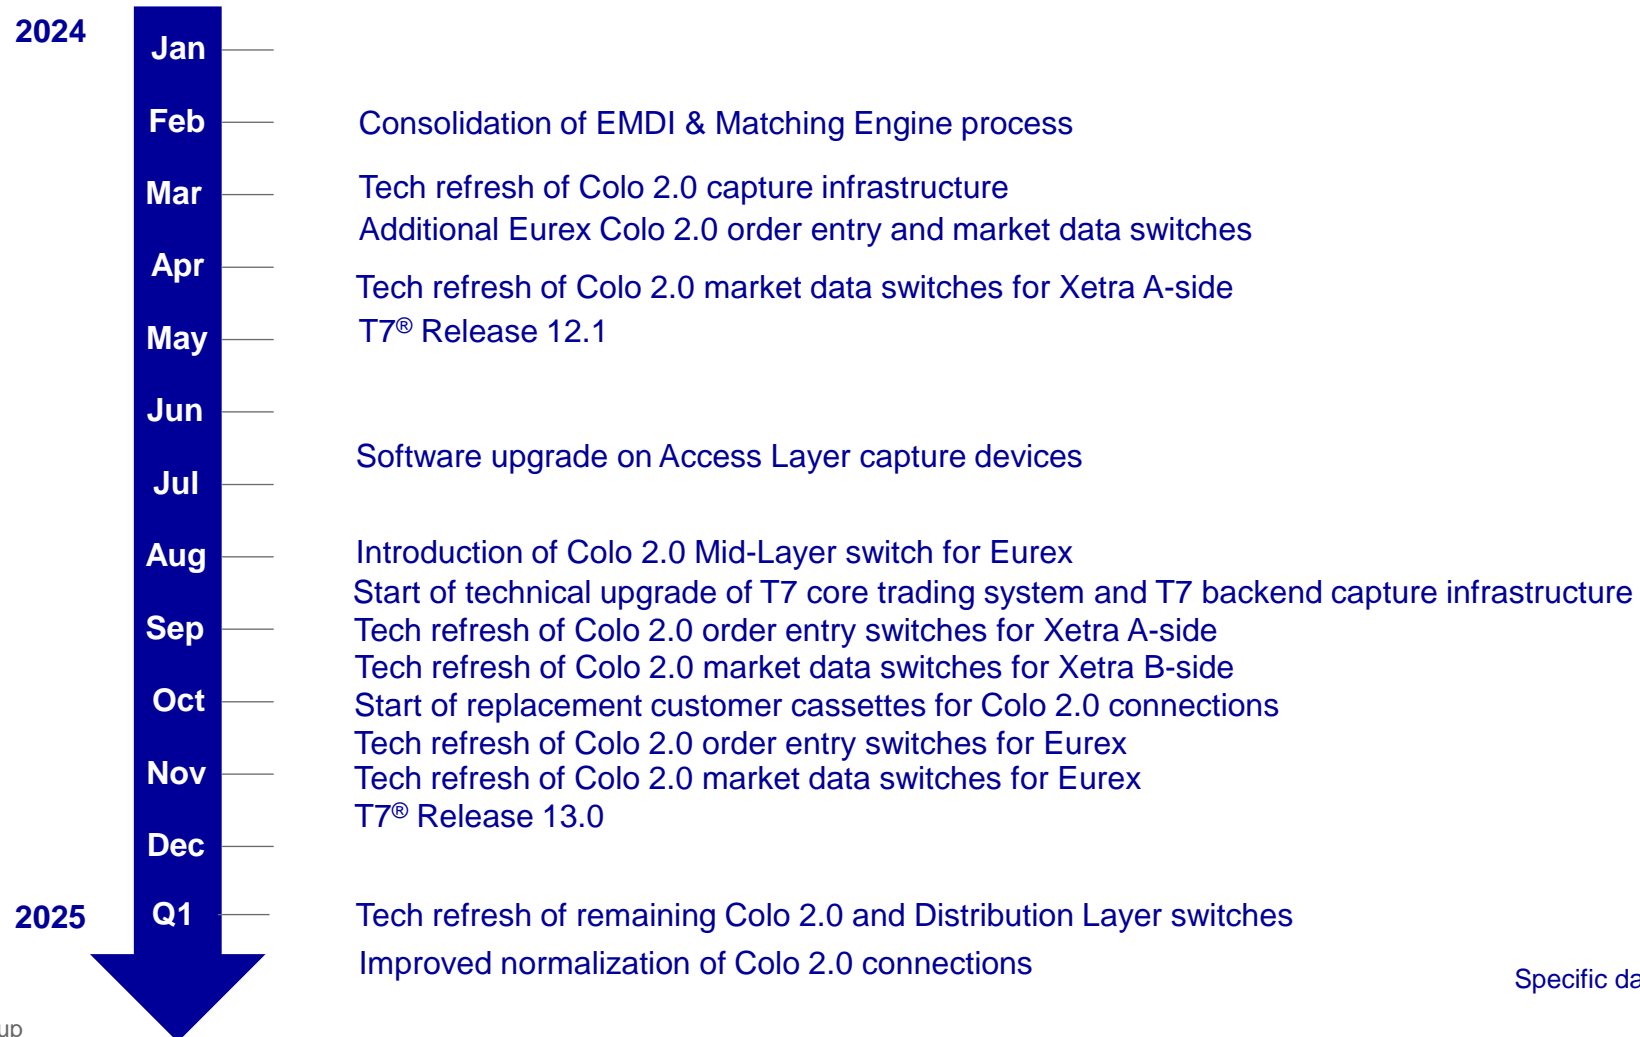 2024
Jan
Feb
Consolidation of EMDI & Matching Engine process
Mar
Tech refresh of Colo 2.0 capture infrastructure
Additional Eurex Colo 2.0 order entry and market data switches
Apr
Tech refresh of Colo 2.0 market data switches for Xetra A-side
T7® Release 12.1
May
Jun
Software upgrade on Access Layer capture devices
Jul
Aug
Introduction of Colo 2.0 Mid-Layer switch for Eurex
Start of technical upgrade of T7 core trading system and T7 backend capture infrastructure
Sep
Tech refresh of Colo 2.0 order entry switches for Xetra A-side
Tech refresh of Colo 2.0 market data switches for Xetra B-side
Oct
Start of replacement customer cassettes for Colo 2.0 connections
Tech refresh of Colo 2.0 order entry switches for Eurex
Nov
Tech refresh of Colo 2.0 market data switches for Eurex
T7® Release 13.0
Dec
2025
Q1
Tech refresh of remaining Colo 2.0 and Distribution Layer switches
Improved normalization of Colo 2.0 connections
Specific da
up